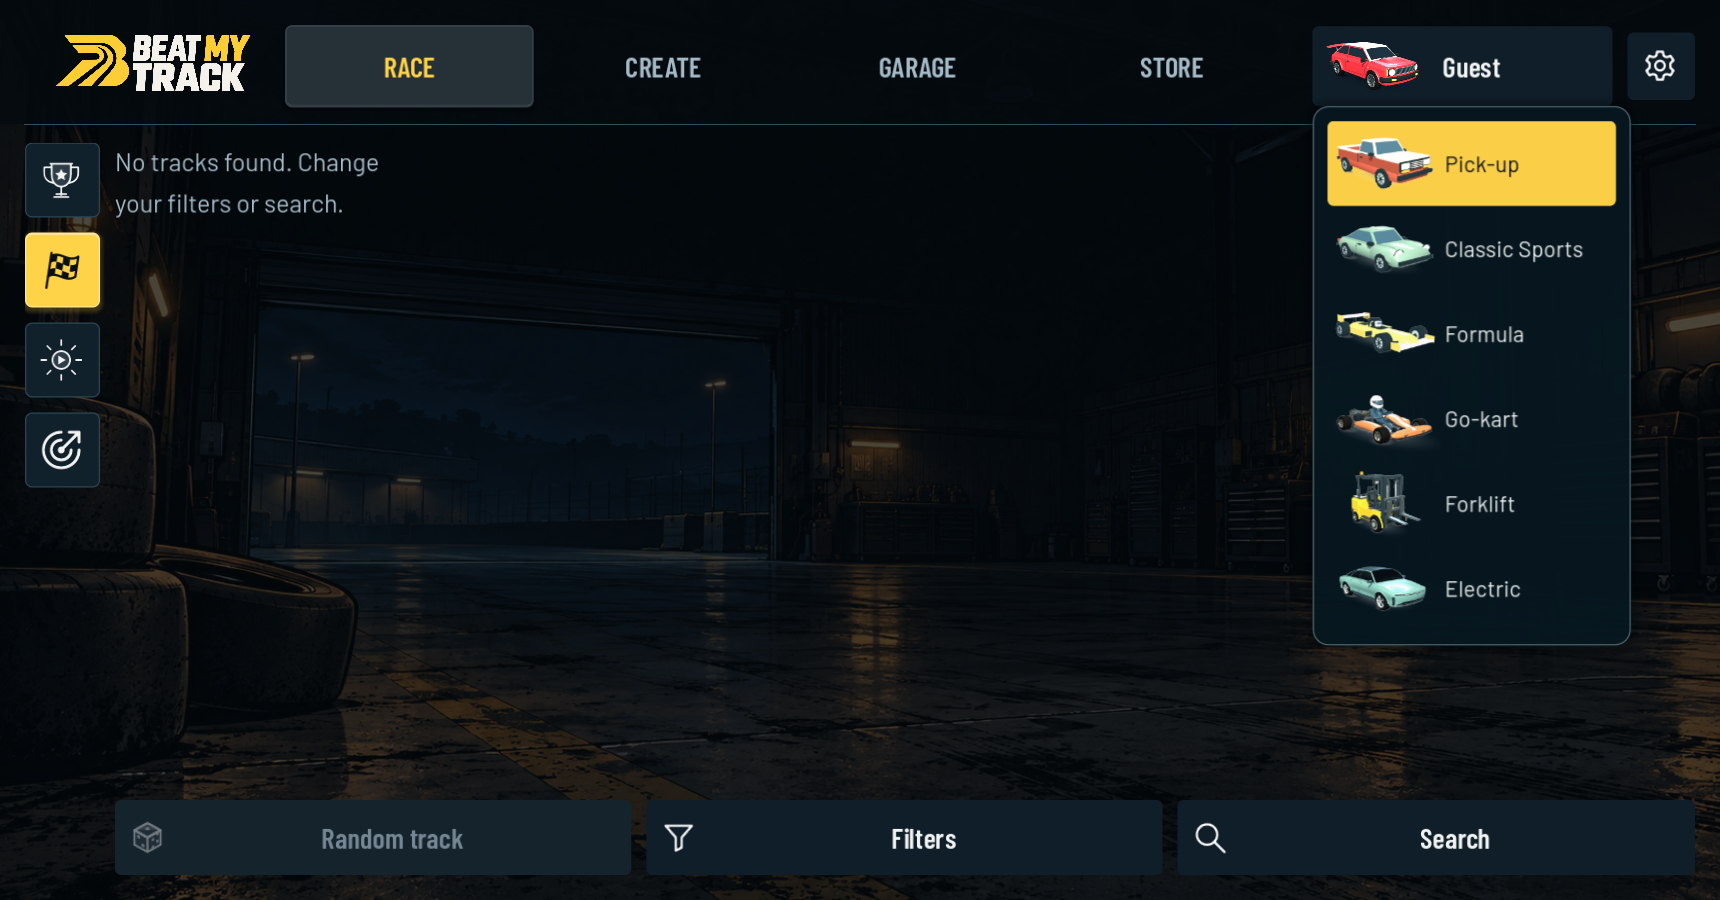 BEAT MY
TRACK
RACE
CREATE
GARAGE
STORE
Guest
No tracks found. Change
your filters or search.
Pick-up
Classic Sports
Formula
Go-kart
Forklift
Electric
Random track
Filters
Search